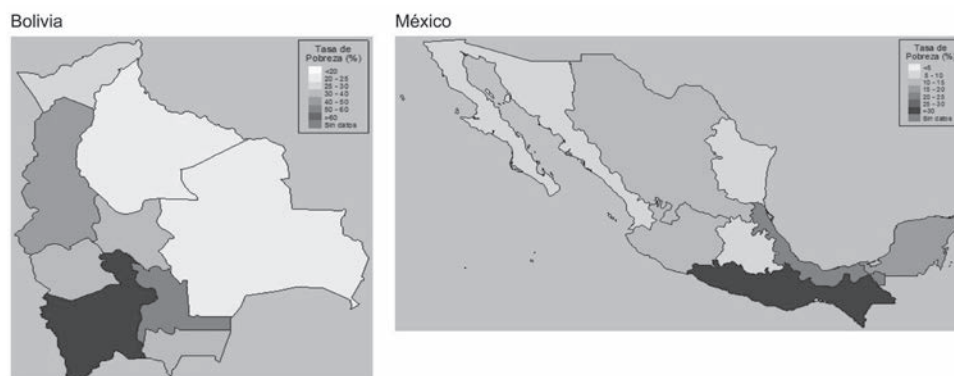 Bolivia
Tasa de
Pobreza (%)
<20
20 - 25
25 - 30
30 - 40
40 - 50
50 - 60
>60
Sin datos
México
Tasa de
Pobreza (%)
<5
5 - 10
10 - 15
15 - 20
20 - 25
25 - 30
>30
Sin datos